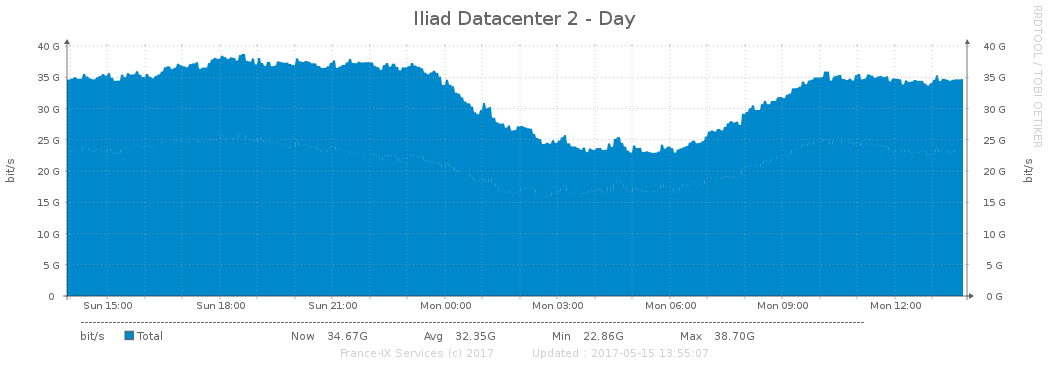 Iliad Datacenter 2 - Day
RRDTOOL / TOBI OETIKER
40 G 40 G
35 G 35 G
30 G 30 G
25 G 25 G
20 G 20 G
15 G 15 G
10 G 10 G
5 G 5 G
0 0 G
bit/s
bit/s
Sun 15:00 Sun 18:00 Sun 21:00 Mon 00:00 Mon 03:00 Mon 06:00 Mon 09:00 Mon 12:00
bit/s Total Now 34.67G Avg 32.35G Min 22.86G Max 38.70G
France-IX Services (c) 2017 Updated : 2017-05-15 13:55:07